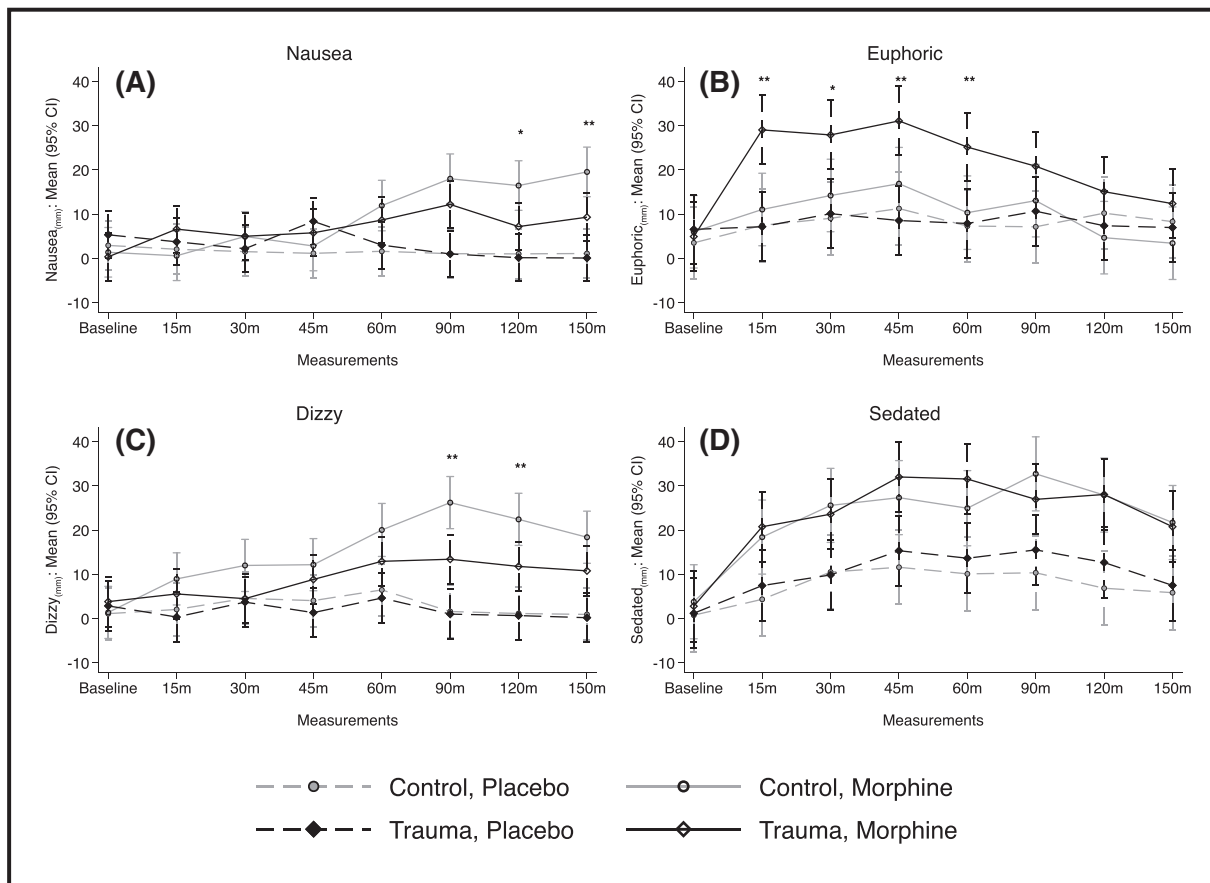 Nausea
(A)
Nausea(mm): Mean (95% CI)
40
30
20
10
0
-10
*
**
Baseline 15m 30m 45m 60m 90m 120m 150m
Measurements
Euphoric
(B)
Euphoric(mm): Mean (95% CI)
40
30
20
10
0
-10
** * ** **
Baseline 15m 30m 45m 60m 90m 120m 150m
Measurements
Dizzy
(C)
Dizzy(mm): Mean (95% CI)
40
30
20
10
0
-10
** **
Baseline 15m 30m 45m 60m 90m 120m 150m
Measurements
Sedated
(D)
Sedated(mm): Mean (95% CI)
40
30
20
10
0
-10
Baseline 15m 30m 45m 60m 90m 120m 150m
Measurements
Control, Placebo Control, Morphine
Trauma, Placebo Trauma, Morphine